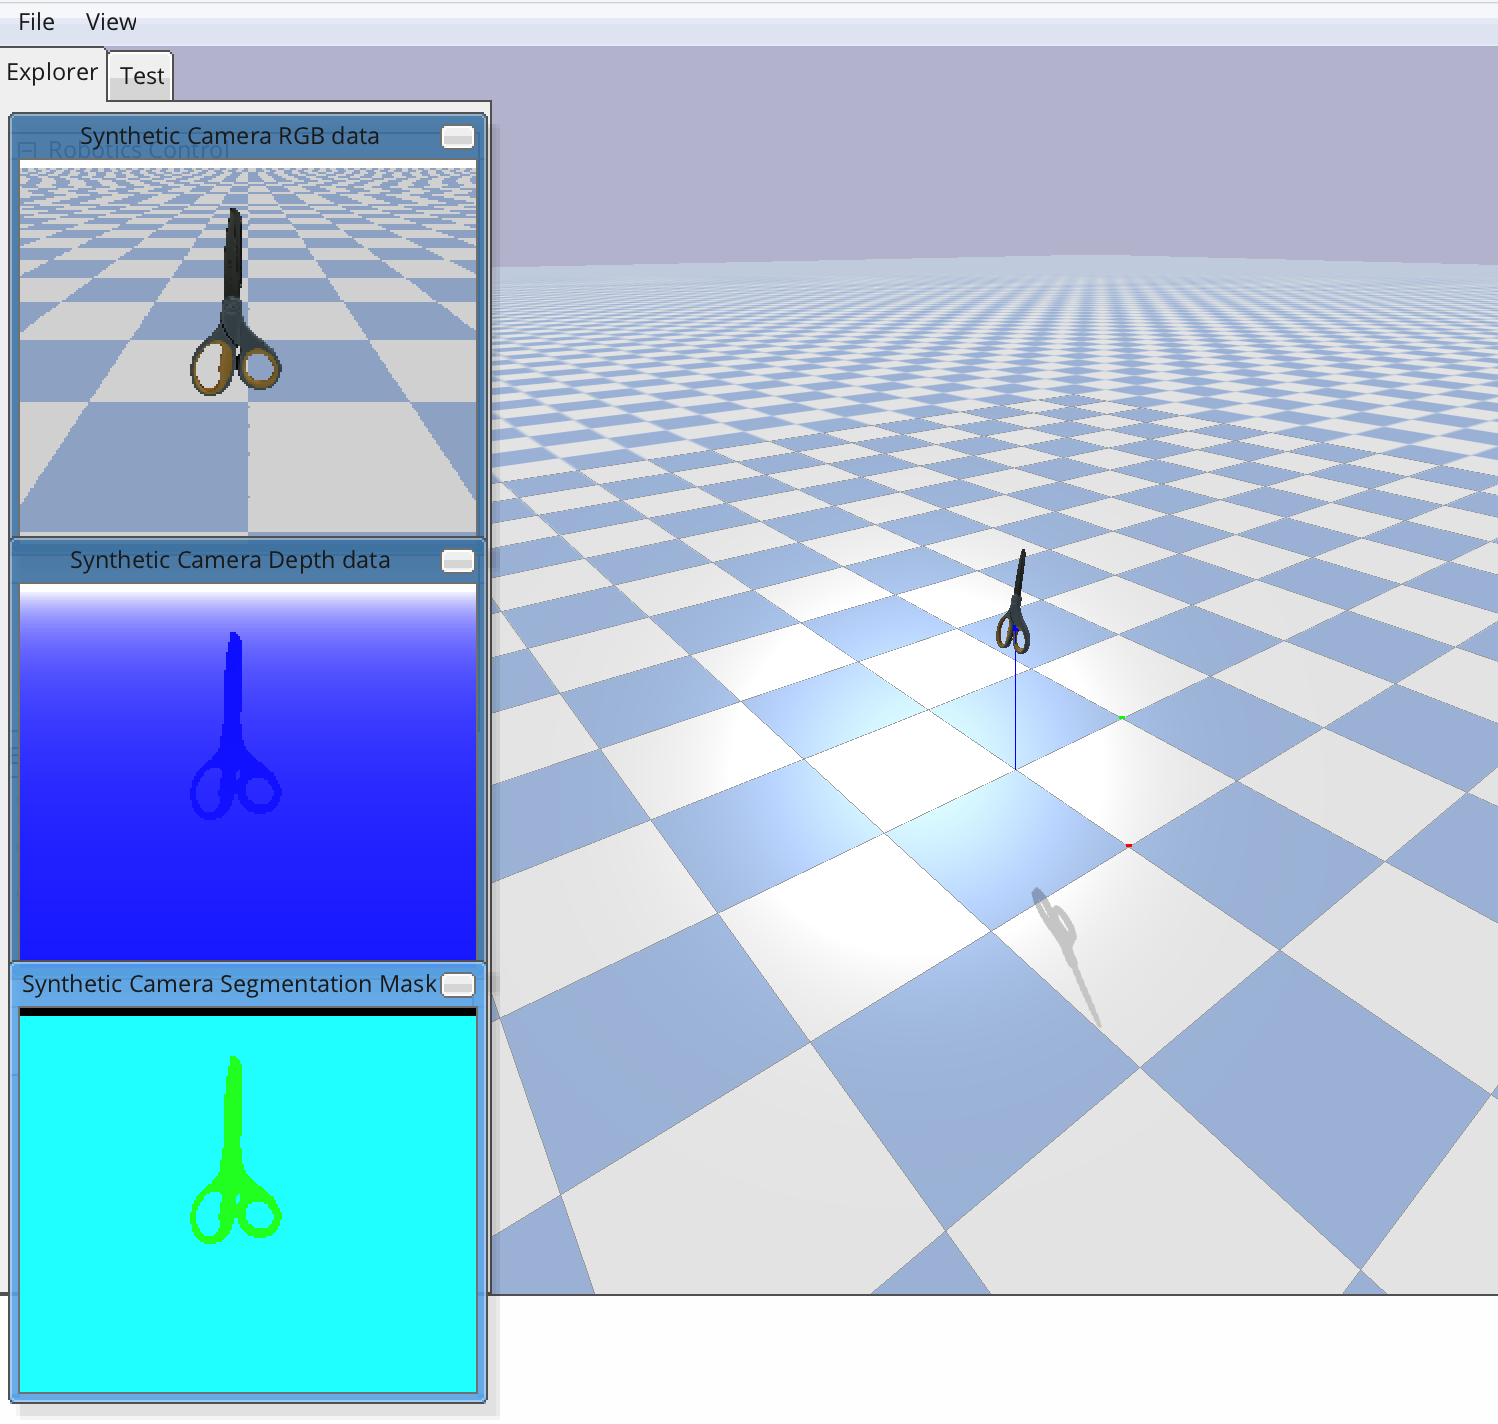 File View
Explorer Test
Synthetic Camera RGB data
Robotics Control
Synthetic Camera Depth data
Synthetic Camera Segmentation Mask